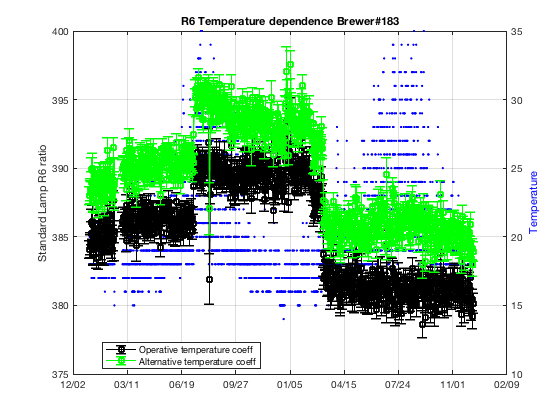 R6 Temperature dependence Brewer#183
400
395
390
385
380
375
Standard Lamp R6 ratio
35
30
25
20
15
10
Temperature
Operative temperature coeff
Alternative temperature coeff
12/02 03/11 06/19 09/27 01/05 04/15 07/24 11/01 02/09